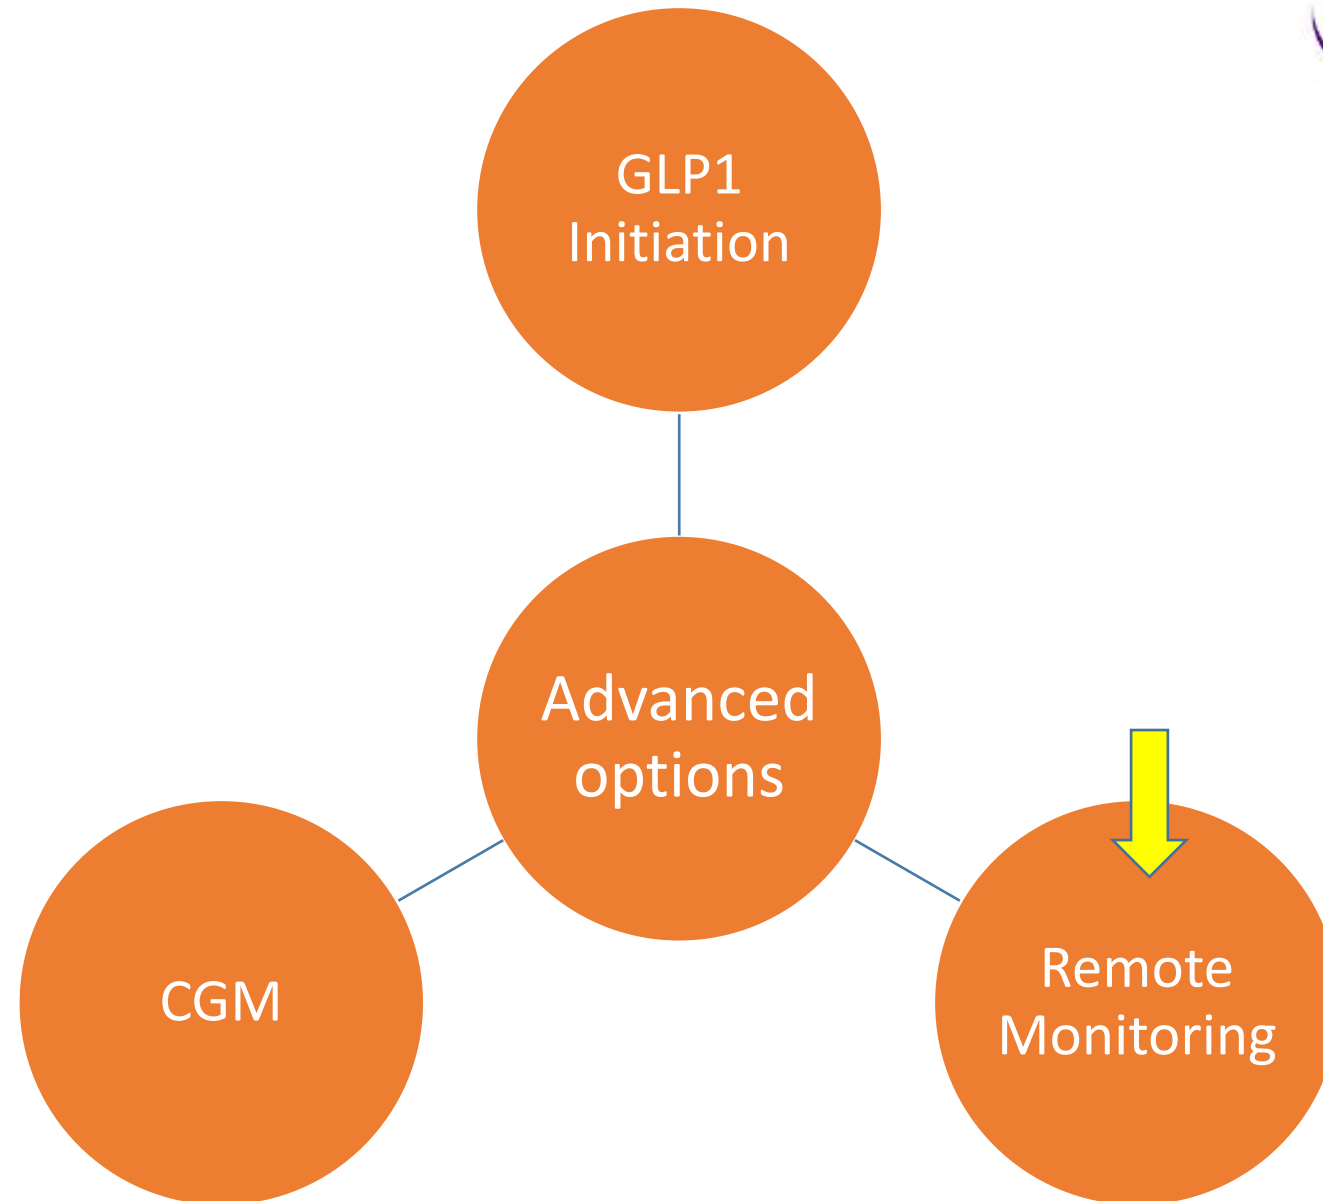 GLP1
Initiation
Advanced
options
CGM
Remote
Monitoring